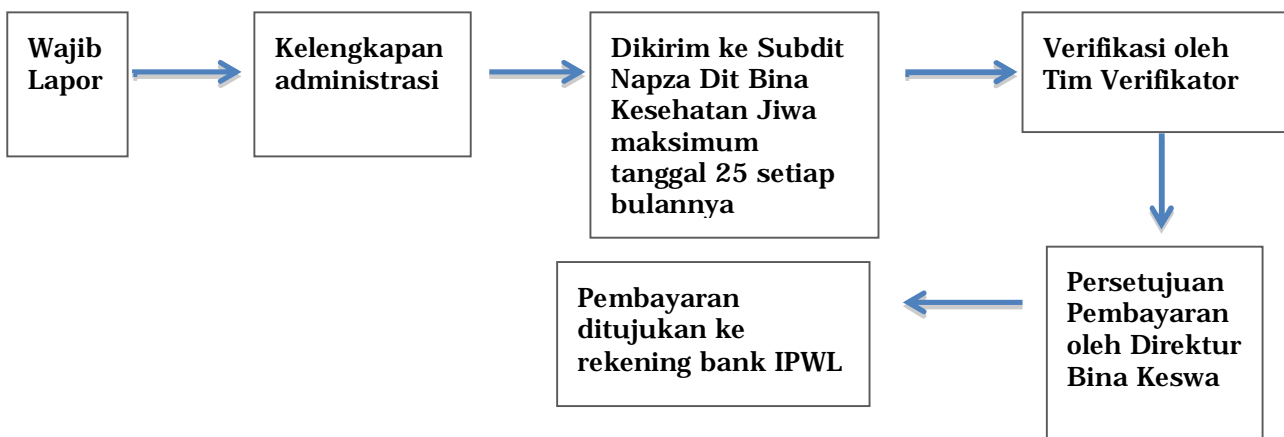 Wajib
Lapor
Kelengkapan
administrasi
Dikirim ke Subdit
Napza Dit Bina
Kesehatan Jiwa
maksimum
tanggal 25 setiap
bulannya
Verifikasi oleh
Tim Verifikator
Persetujuan
Pembayaran
oleh Direktur
Bina Keswa
Pembayaran
ditujukan ke
rekening bank IPWL